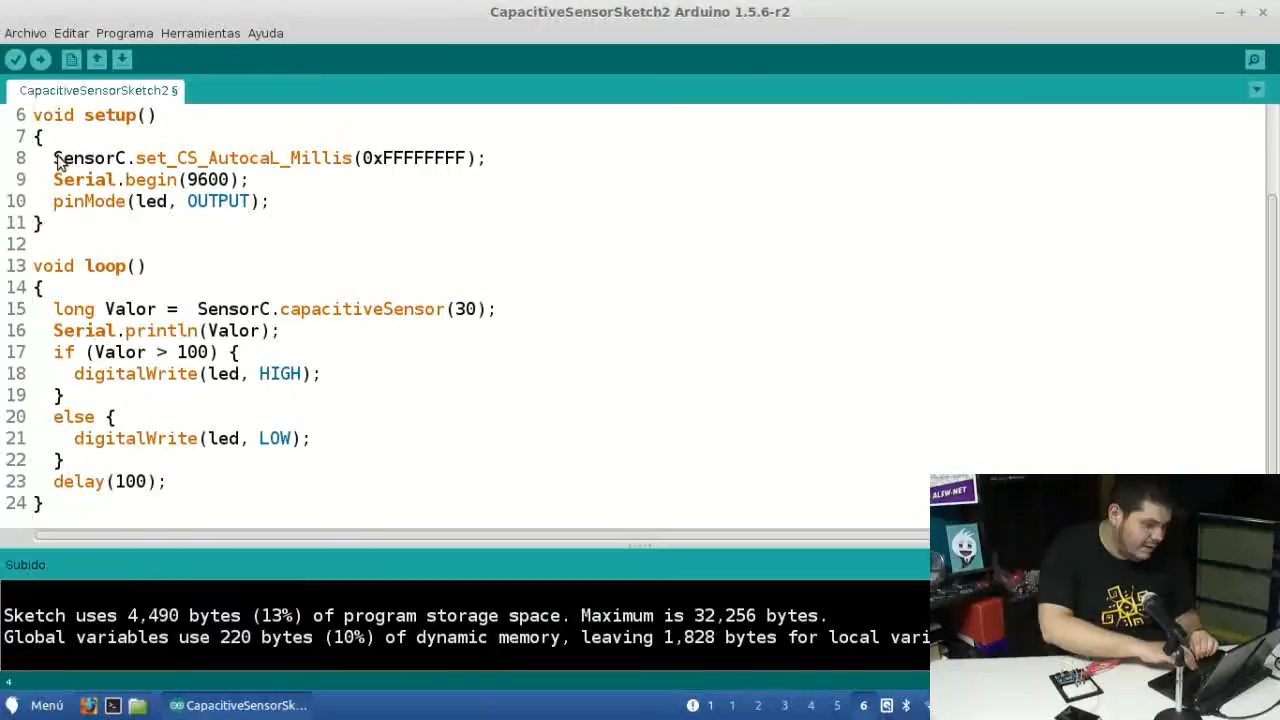 CapacitiveSensorSketch2 Arduino 1.5.6-r2
Archivo Editar Programa Herramientas Ayuda
CapacitiveSensorSketch2 §
6 void setup()
7 {
8 SensorC.set_CS_AutocaL_Millis(0xFFFFFFFF);
9 Serial.begin(9600);
10 pinMode(led, OUTPUT);
11 }
12
13 void loop()
14 {
15 long Valor = SensorC.capacitiveSensor(30);
16 Serial.println(Valor);
17 if (Valor > 100) {
18 digitalWrite(led, HIGH);
19 }
20 else {
21 digitalWrite(led, LOW);
22 }
23 delay(100);
24 }
ALSW.NET
Subido
Sketch uses 4,490 bytes (13%) of program storage space. Maximum is 32,256 bytes.
Global variables use 220 bytes (10%) of dynamic memory, leaving 1,828 bytes for local vari
4
Menú CapacitiveSensorSk... 1 1 2 3 4 5 6